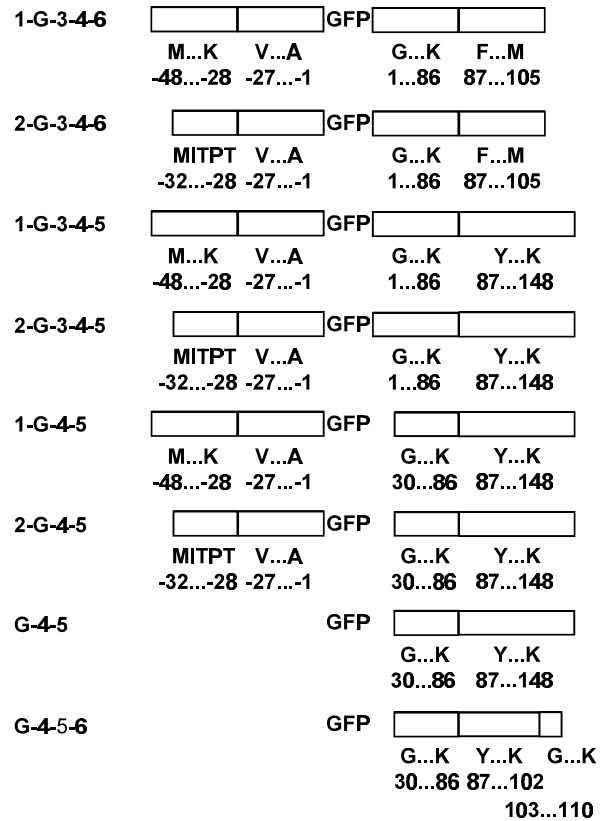 1-G-3-4-6 GFP
M...K V...A G...K F...M
-48...-28 -27...-1 1...86 87...105
2-G-3-4-6 GFP
MITPT V...A G...K F...M
-32...-28 -27...-1 1...86 87...105
1-G-3-4-5 GFP
M...K V...A G...K Y...K
-48...-28 -27...-1 1...86 87...148
2-G-3-4-5 GFP
MITPT V...A G...K Y...K
-32...-28 -27...-1 1...86 87...148
1-G-4-5 GFP
M...K V...A G...K Y...K
-48...-28 -27...-1 30...86 87...148
2-G-4-5 GFP
MITPT V...A G...K Y...K
-32...-28 -27...-1 30...86 87...148
G-4-5 GFP
G...K Y...K
30...86 87...148
G-4-5-6 GFP
G...K Y...K G...K
30...86 87...102
103...110